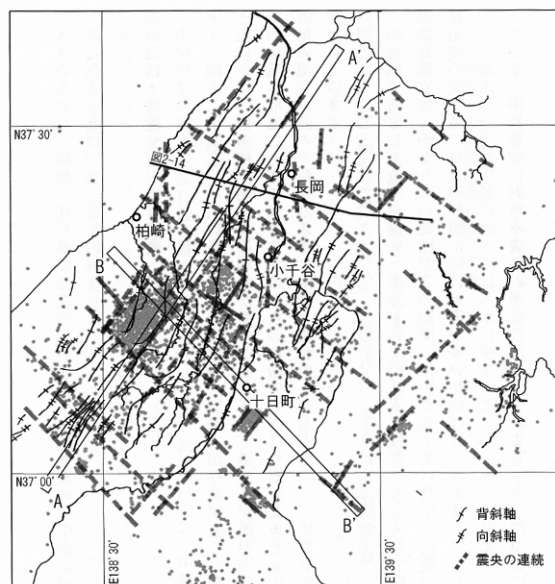 A'
N37°30'
図2-14
長岡
柏崎
B
小千谷
十日町
N37°00'
A
B'
背斜軸
向斜軸
震央の連続
E138°30'
E139°00'